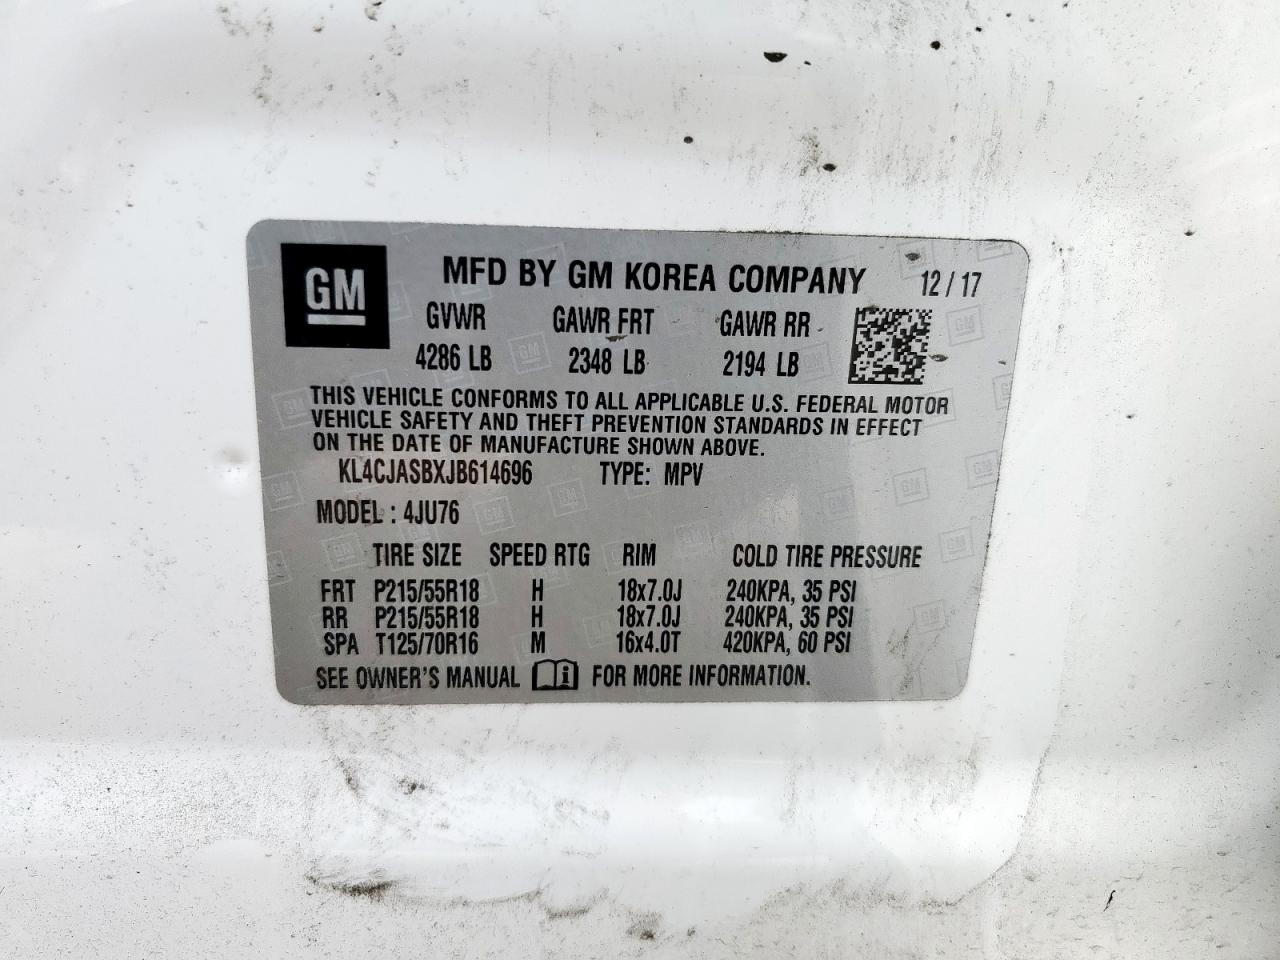 GM
MFD BY GM KOREA COMPANY 12 / 17
GVWR GAWR FRT GAWR RR
4286 LB 2348 LB 2194 LB
THIS VEHICLE CONFORMS TO ALL APPLICABLE U.S. FEDERAL MOTOR
VEHICLE SAFETY AND THEFT PREVENTION STANDARDS IN EFFECT
ON THE DATE OF MANUFACTURE SHOWN ABOVE.
KL4CJASBXJB614696 TYPE: MPV
MODEL : 4JU76
TIRE SIZE SPEED RTG RIM COLD TIRE PRESSURE
FRT P215/55R18 H 18x7.0J 240KPA, 35 PSI
RR P215/55R18 H 18x7.0J 240KPA, 35 PSI
SPA T125/70R16 M 16x4.0T 420KPA, 60 PSI
SEE OWNER'S MANUAL i FOR MORE INFORMATION.